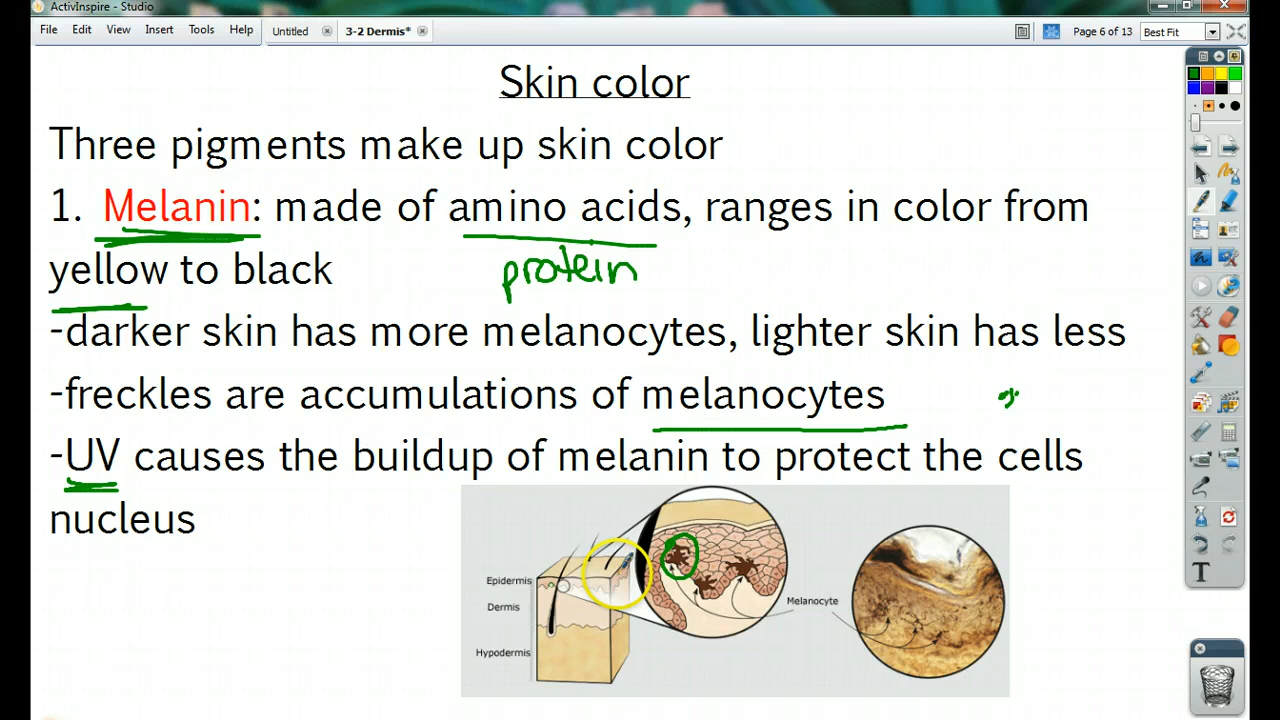 ActivInspire - Studio
File Edit View Insert Tools Help Untitled 3-2 Dermis* Page 6 of 13 Best Fit
Skin color
Three pigments make up skin color
1. Melanin: made of amino acids, ranges in color from
yellow to black
protein
-darker skin has more melanocytes, lighter skin has less
-freckles are accumulations of melanocytes
-UV causes the buildup of melanin to protect the cells
nucleus
Epidermis
Dermis
Hypodermis
Melanocyte
T